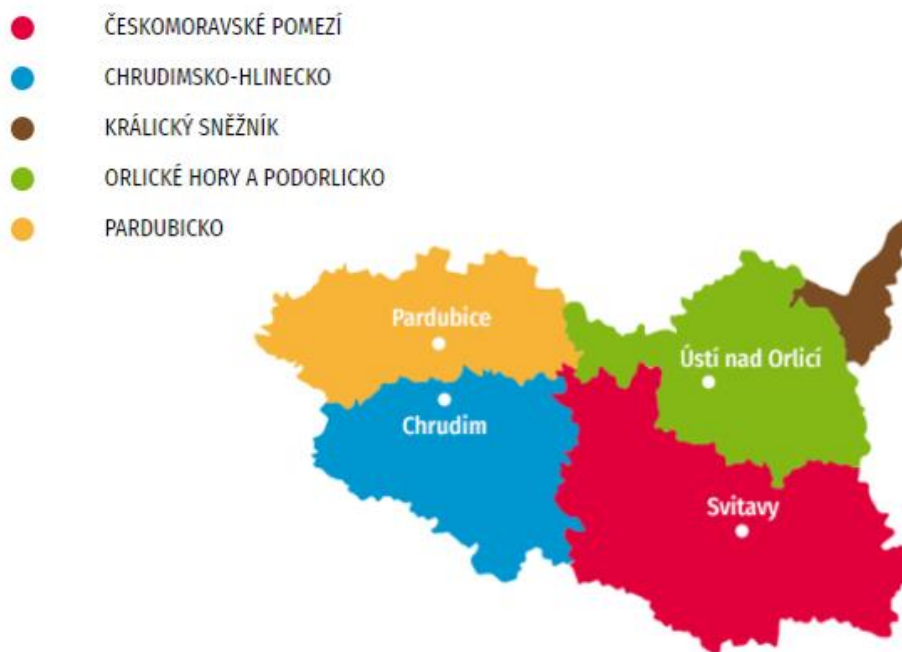 ČESKOMORAVSKÉ POMEZÍ
CHRUDIMSKO-HLINECKO
KRÁLICKÝ SNĚŽNÍK
ORLICKÉ HORY A PODORLICKO
PARDUBICKO
Pardubice
Ústí nad Orlicí
Chrudim
Svitavy